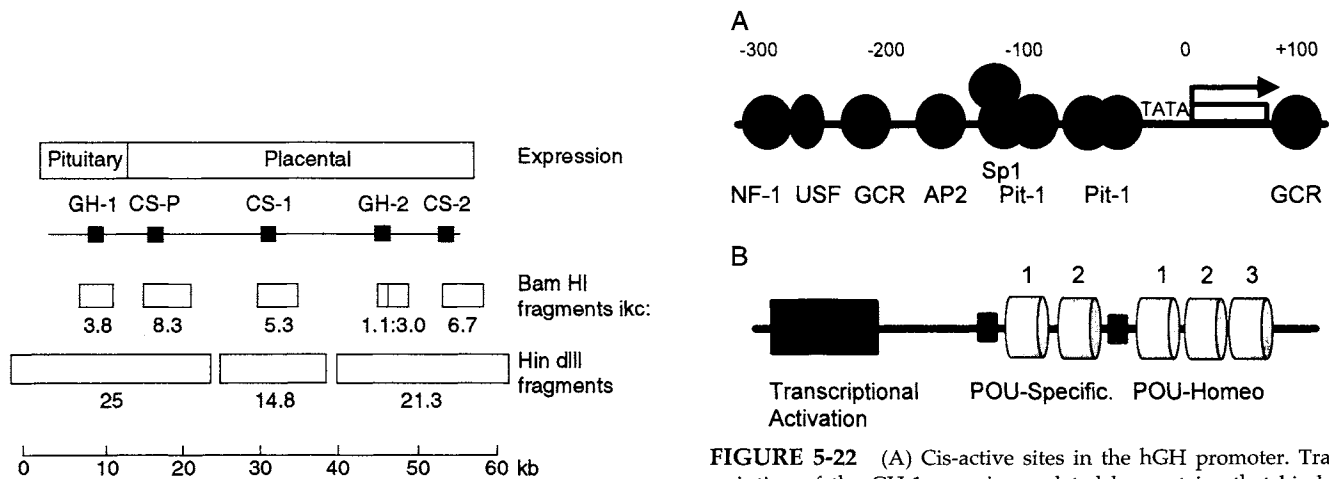 Pituitary Placental Expression
GH-1 CS-P CS-1 GH-2 CS-2
Bam HI
fragments ikc:
3.8 8.3 5.3 1.1:3.0 6.7
Hin dIII
fragments
25 14.8 21.3
0 10 20 30 40 50 60 kb
A
-300 -200 -100 0 +100
TATA
Sp1
NF-1 USF GCR AP2 Pit-1 Pit-1 GCR
B
1 2 1 2 3
Transcriptional
Activation
POU-Specific. POU-Homeo
FIGURE 5-22 (A) Cis-active sites in the hGH promoter.